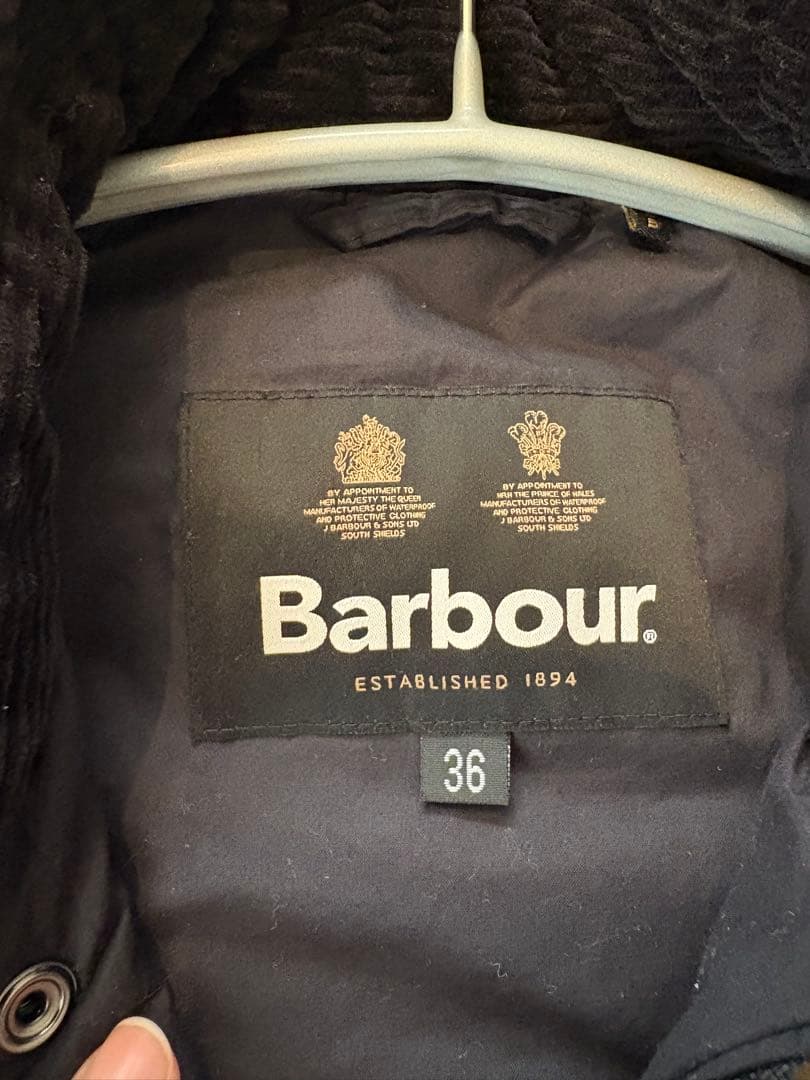 BY APPOINTMENT TO
HER MAJESTY THE QUEEN
MANUFACTURERS OF WATERPROOF
AND PROTECTIVE CLOTHING
J BARBOUR & SONS LTD
SOUTH SHIELDS
BY APPOINTMENT TO
HRH THE PRINCE OF WALES
MANUFACTURERS OF WATERPROOF
AND PROTECTIVE CLOTHING
J BARBOUR & SONS LTD
SOUTH SHIELDS
Barbour®
ESTABLISHED 1894
36